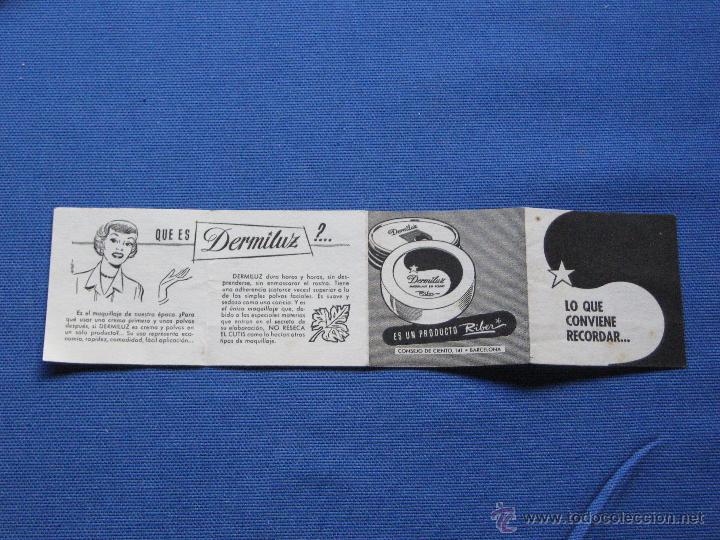 QUE ES Dermiluz ?...
Es el maquillaje de nuestra época. ¿Para
qué usar una crema primero y unos polvos
después, si DERMILUZ es crema y polvos en
un solo producto?... Su uso representa eco-
nomía, rapidez, comodidad, fácil aplicación...
DERMILUZ dura horas y horas, sin des-
prenderse, sin enmascarar el rostro. Tiene
una adherencia ¡catorce veces! superior a la
de los simples polvos faciales. Es suave y
sedoso como una caricia. Y es
el único maquillaje que, de-
bido a los especiales materias
que entran en el secreto de
su elaboración, NO RESECA
EL CUTIS como lo hacían otros
tipos de maquillaje.
Dermiluz
Dermiluz
Riber
ES UN PRODUCTO Riber
CONSEJO DE CIENTO, 141 • BARCELONA
LO QUE
CONVIENE
RECORDAR...
© www.todocoleccion.net